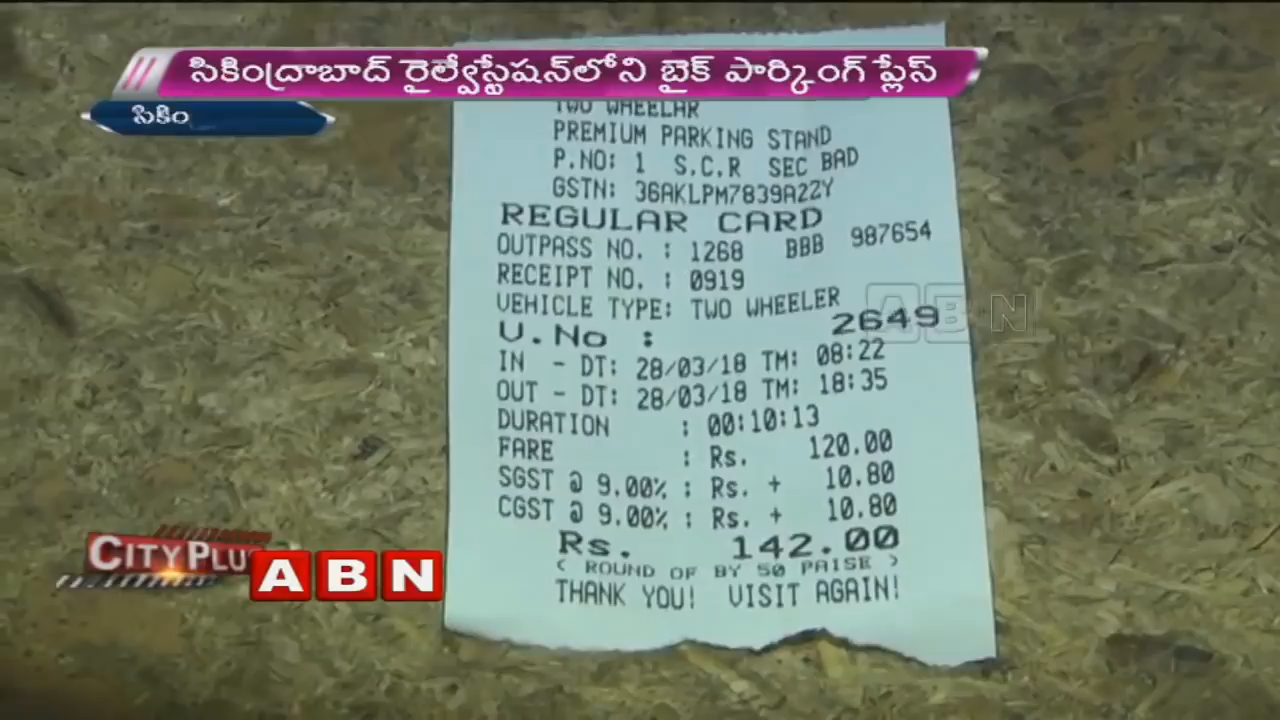 సికింద్రాబాద్ రైల్వేస్టేషన్‌లోని బైక్ పార్కింగ్ ప్లేస్
సికిం
TWO WHEELAR
PREMIUM PARKING STAND
P.NO: 1 S.C.R SEC BAD
GSTN: 36AKLPM7839A2ZY
REGULAR CARD
OUTPASS NO. : 1268 BBB 987654
RECEIPT NO. : 0919
VEHICLE TYPE: TWO WHEELER
V.No : 2649
IN - DT: 28/03/18 TM: 08:22
OUT - DT: 28/03/18 TM: 18:35
DURATION : 00:10:13
FARE : Rs. 120.00
SGST @ 9.00% : Rs. + 10.80
CGST @ 9.00% : Rs. + 10.80
Rs. 142.00
( ROUND OF BY 50 PAISE )
THANK YOU! VISIT AGAIN!
ABN
CITY PLU
ABN